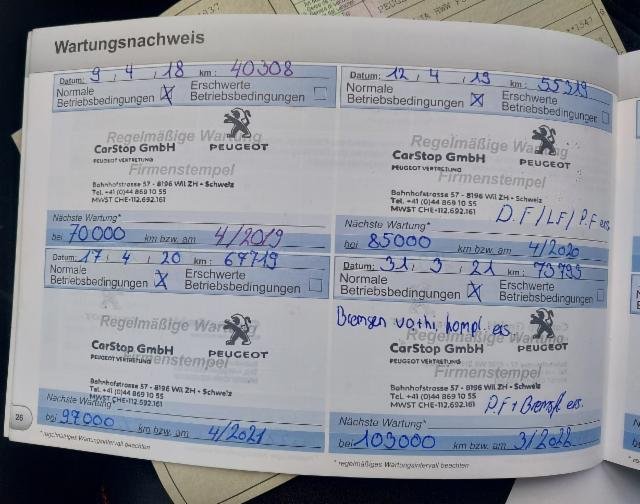 Wartungsnachweis
Datum: 9 , 4 , 18 km: 40308
Normale Betriebsbedingungen X Erschwerte Betriebsbedingungen
Regelmäßige Wartung
CarStop GmbH
PEUGEOT VERTRETUNG
PEUGEOT
Firmenstempel
Bahnhofstrasse 57 - 8196 Wil ZH - Schweiz
Tel. +41 (0)44 869 10 55
MWST CHE-112.692.161
Nächste Wartung*
bei 70000 km bzw. am 4/2019
Datum: 12 , 4 , 19 km: 55319
Normale Betriebsbedingungen X Erschwerte Betriebsbedingungen
Regelmäßige Wartung
CarStop GmbH
PEUGEOT VERTRETUNG
PEUGEOT
Firmenstempel
Bahnhofstrasse 57 - 8196 Wil ZH - Schweiz
Tel. +41 (0)44 869 10 55
MWST CHE-112.692.161
Ö.F / LF / P.F ers.
Nächste Wartung*
bei 85000 km bzw. am 4/2020
Datum: 17 , 4 , 20 km: 67719
Normale Betriebsbedingungen X Erschwerte Betriebsbedingungen
Regelmäßige Wartung
CarStop GmbH
PEUGEOT VERTRETUNG
PEUGEOT
Firmenstempel
Bahnhofstrasse 57 - 8196 Wil ZH - Schweiz
Tel. +41 (0)44 869 10 55
MWST CHE-112.692.161
Nächste Wartung*
bei 97000 km bzw. am 4/2021
Datum: 31 , 3 , 21 km: 73793
Normale Betriebsbedingungen X Erschwerte Betriebsbedingungen
Bremsen vo+hi kompl. ers.
Regelmäßige Wartung
CarStop GmbH
PEUGEOT VERTRETUNG
PEUGEOT
Firmenstempel
Bahnhofstrasse 57 - 8196 Wil ZH - Schweiz
Tel. +41 (0)44 869 10 55
MWST CHE-112.692.161
P.F + Bremsfl. ers.
Nächste Wartung*
bei 103000 km bzw. am 3/2022
26
* regelmäßiges Wartungsintervall beachten
* regelmäßiges Wartungsintervall beachten